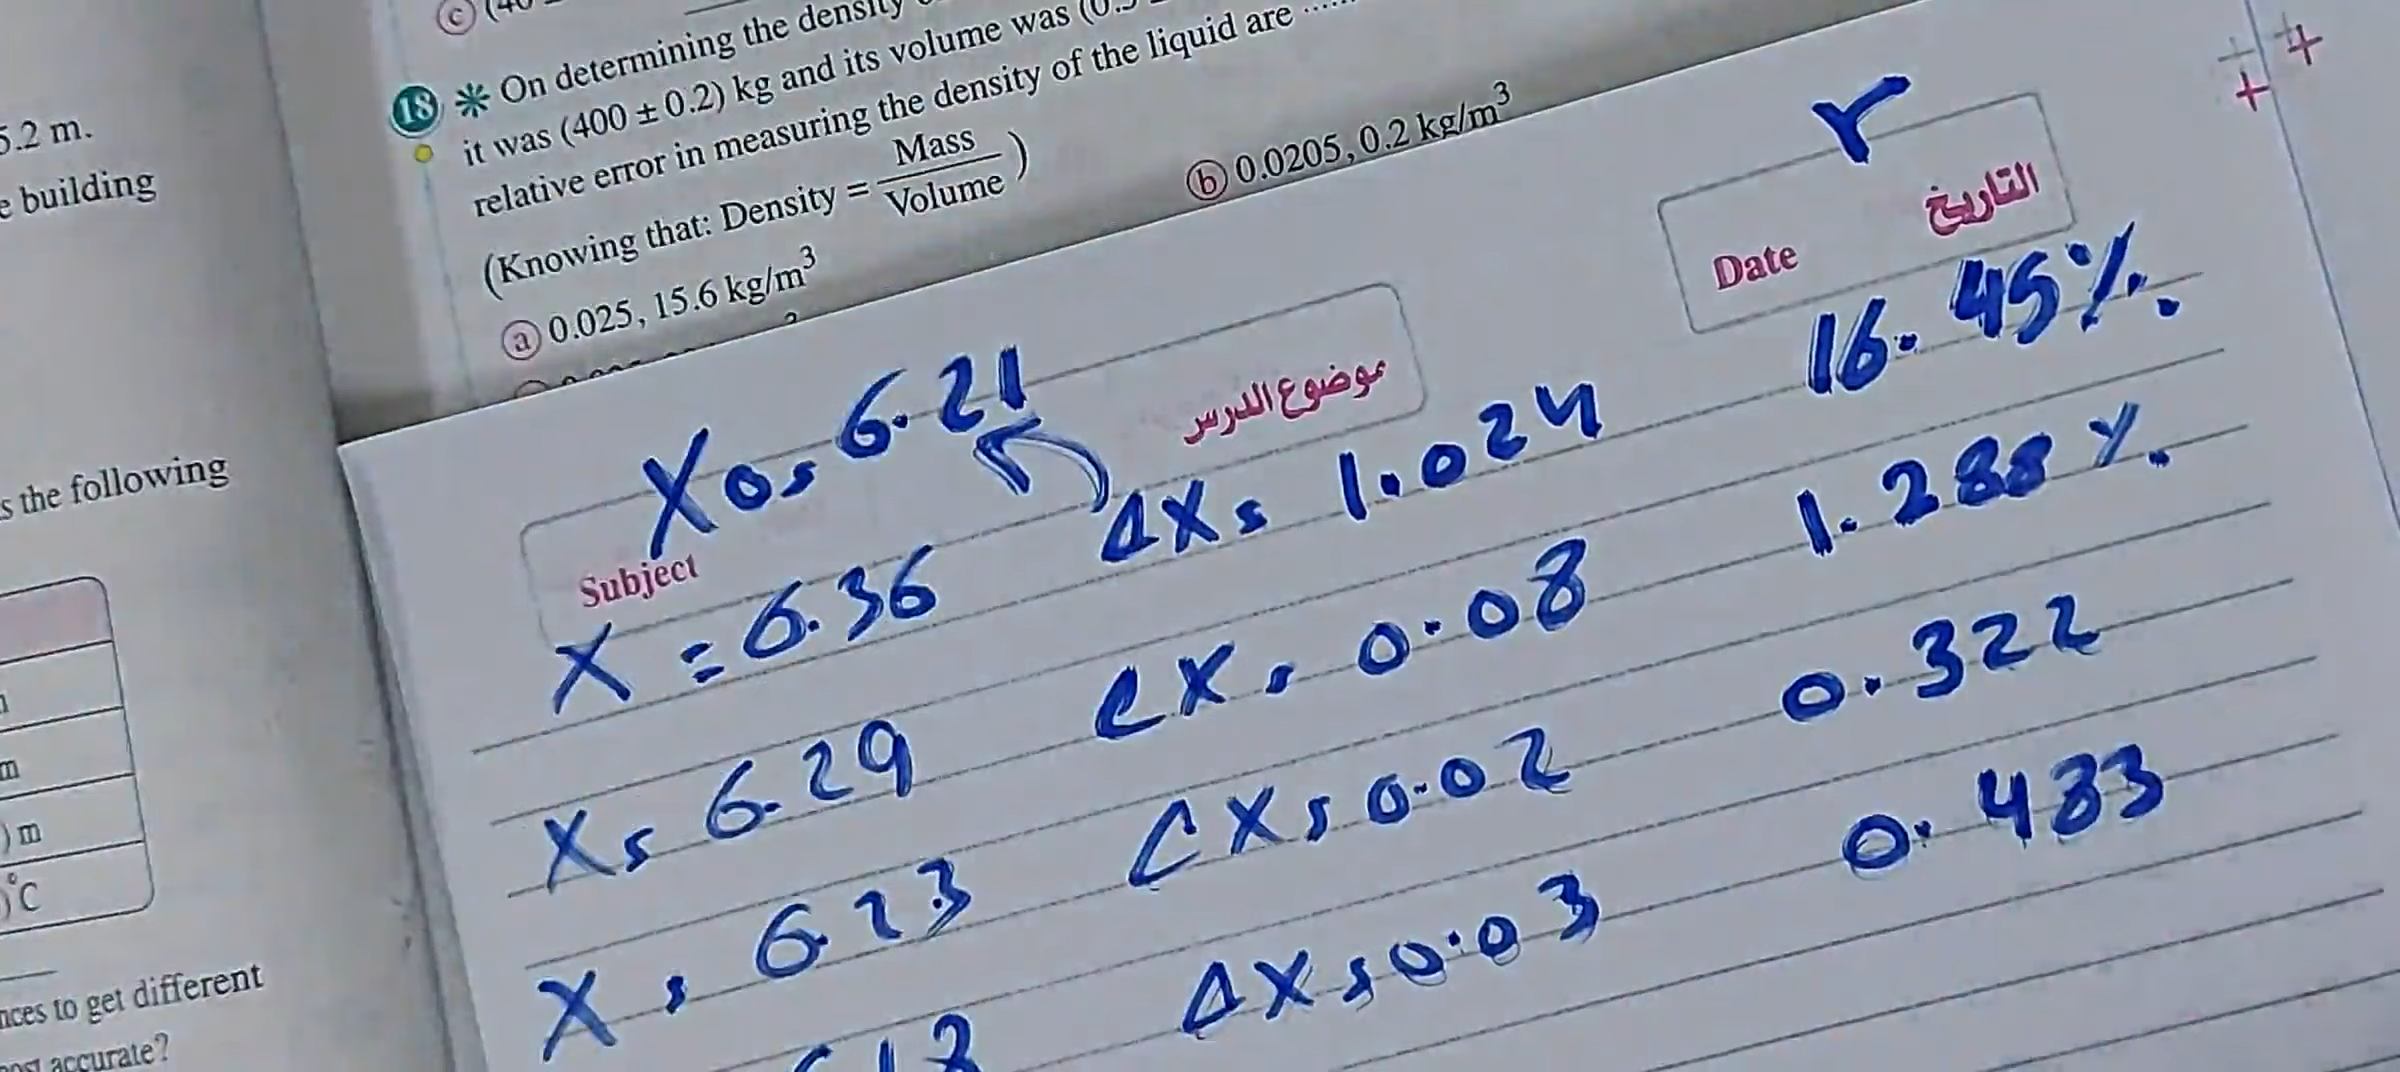 5.2 m.
building
s the following
m
) m
)°C
to get different
accurate?
c
18 * On determining the density
it was (400 ± 0.2) kg and its volume was (0.5
relative error in measuring the density of the liquid are ......
(Knowing that: Density = Mass / Volume )
a 0.025, 15.6 kg/m³
b 0.0205, 0.2 kg/m³
r
Date التاريخ
Subject موضوع الدرس
X0 = 6.21
X = 6.36 ΔX = 1.024 16.45%
X = 6.29 ΔX = 0.08 1.288%
X = 6.23 ΔX = 0.02 0.322
ΔX = 0.03 0.483